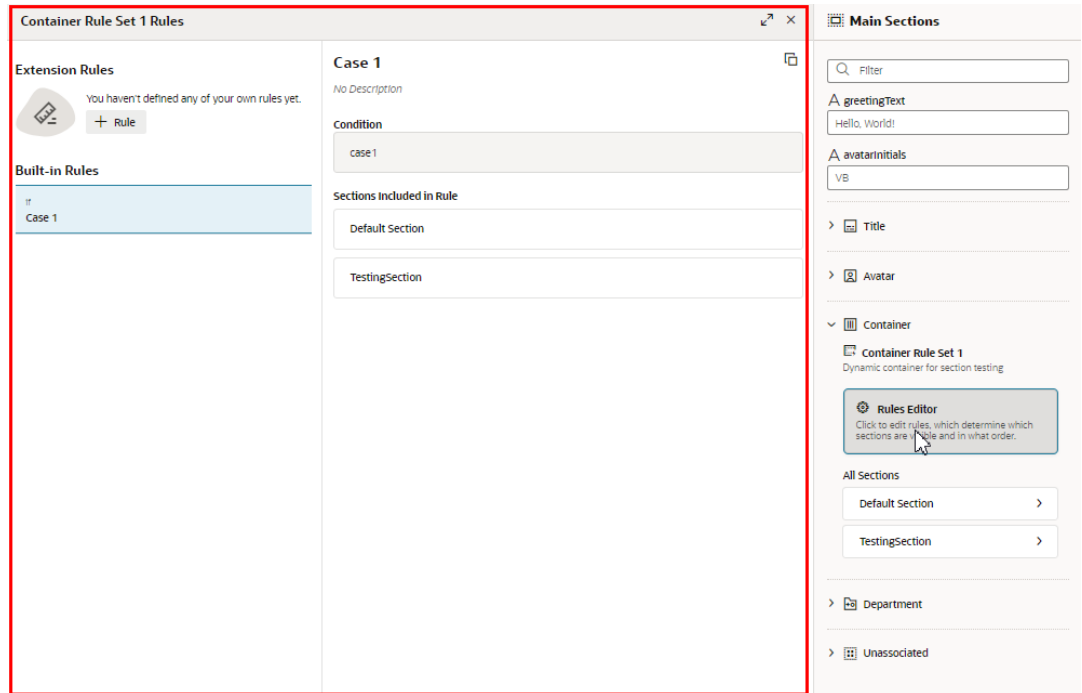 Container Rule Set 1 Rules
Extension Rules
You haven't defined any of your own rules yet.
+ Rule
Built-in Rules
If
Case 1
Case 1
No Description
Condition
case1
Sections Included in Rule
Default Section
TestingSection
Main Sections
Filter
A greetingText
Hello, World!
A avatarInitials
VB
Title
Avatar
Container
Container Rule Set 1
Dynamic container for section testing
Rules Editor
Click to edit rules, which determine which
sections are visible and in what order.
All Sections
Default Section
TestingSection
Department
Unassociated